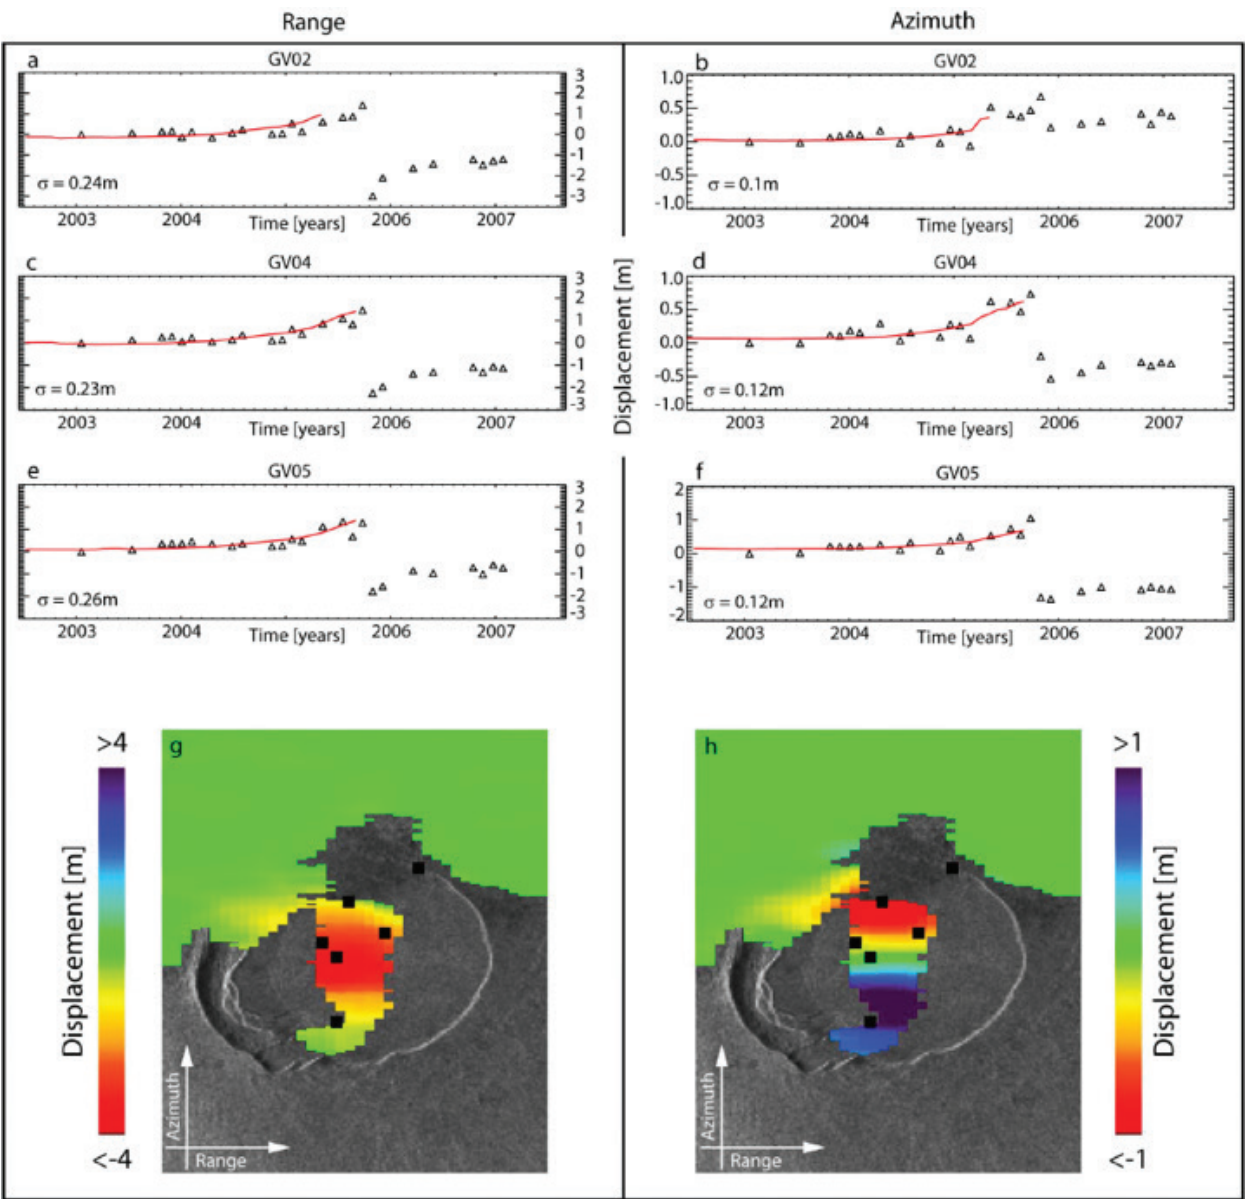 Range
Azimuth
a
GV02
3
2
1
0
-1
-2
-3
σ = 0.24m
2003
2004
Time [years]
2006
2007
b
GV02
1.0
0.5
0.0
-0.5
-1.0
σ = 0.1m
2003
2004
Time [years]
2006
2007
c
GV04
3
2
1
0
-1
-2
-3
σ = 0.23m
2003
2004
Time [years]
2006
2007
Displacement [m]
d
GV04
1.0
0.5
0.0
-0.5
-1.0
σ = 0.12m
2003
2004
Time [years]
2006
2007
e
GV05
3
2
1
0
-1
-2
-3
σ = 0.26m
2003
2004
Time [years]
2006
2007
f
GV05
2
1
0
-1
-2
σ = 0.12m
2003
2004
Time [years]
2006
2007
>4
Displacement [m]
<-4
g
Azimuth
Range
h
Azimuth
Range
>1
Displacement [m]
<-1